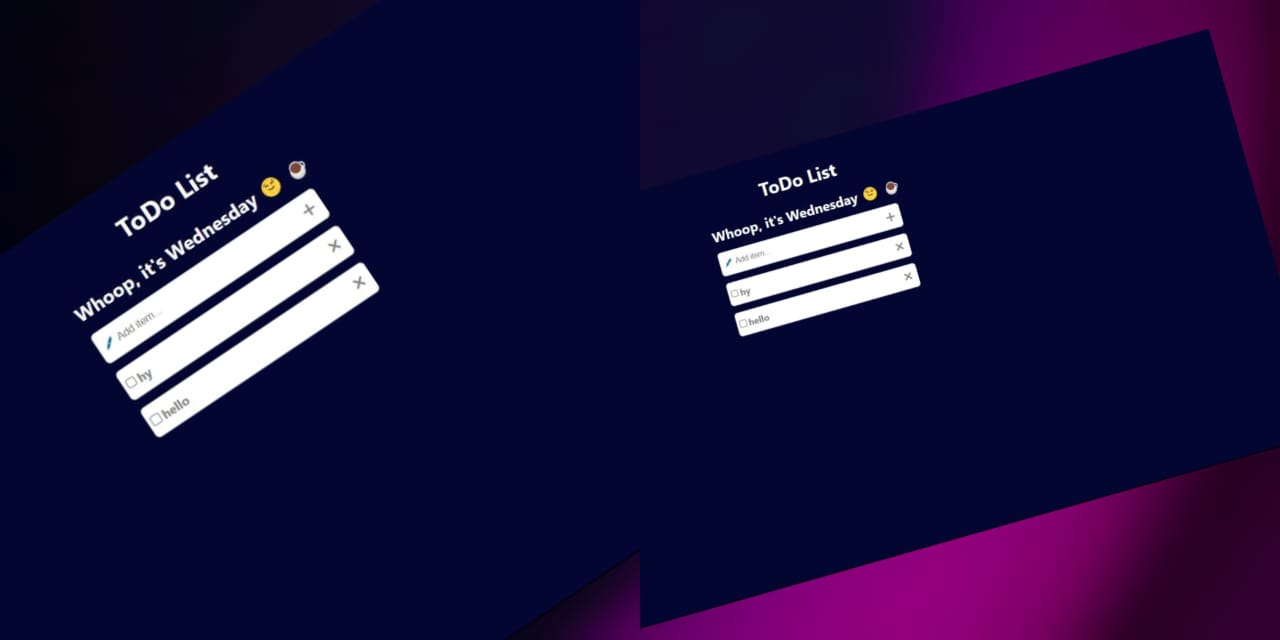 ToDo List
Whoop, it's Wednesday 😉 ☕
Add item...
hy
hello
ToDo List
Whoop, it's Wednesday 😉 ☕
Add item...
hy
hello